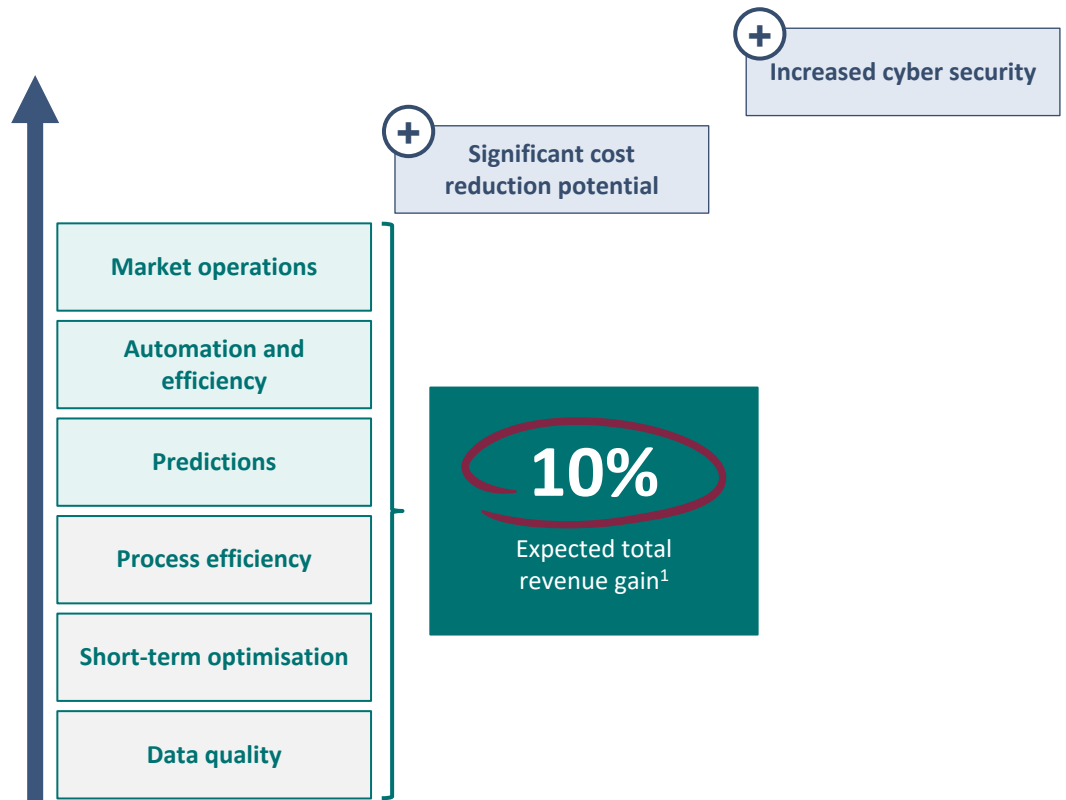 +
Increased cyber security
+
Significant cost
reduction potential
Market operations
Automation and
efficiency
Predictions
Process efficiency
Short-term optimisation
Data quality
10%
Expected total
revenue gain¹